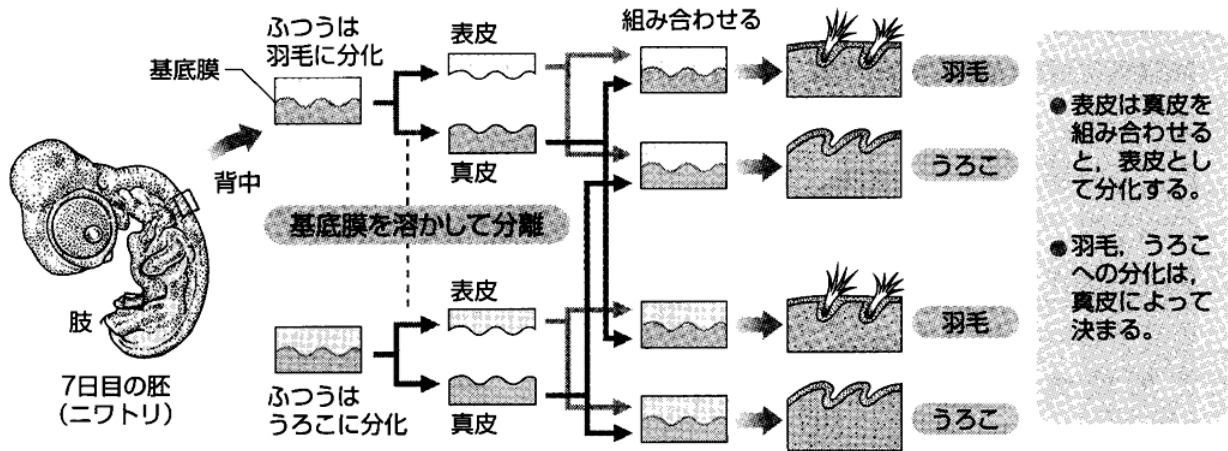 ふつうは
羽毛に分化
基底膜
背中
肢
7日目の胚
(ニワトリ)
表皮
真皮
基底膜を溶かして分離
表皮
真皮
ふつうは
うろこに分化
組み合わせる
羽毛
うろこ
羽毛
うろこ
●表皮は真皮を
組み合わせる
と，表皮とし
て分化する。
●羽毛，うろこ
への分化は，
真皮によって
決まる。